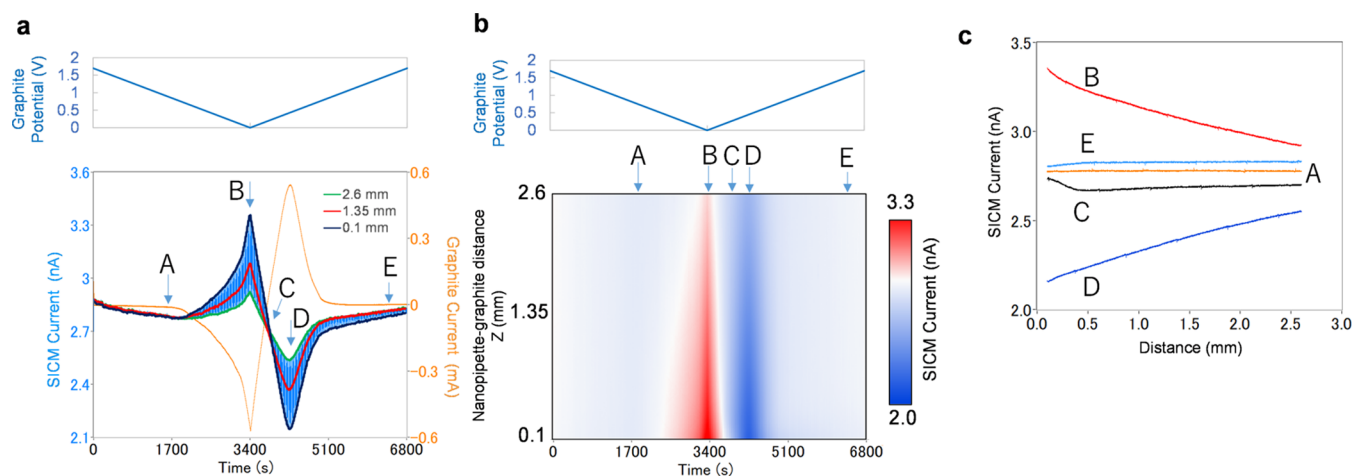 a
Graphite
Potential (V)
2
1.5
1
0.5
0
3.6
3.3
3
2.7
2.4
2.1
SICM Current (nA)
0.6
0.3
0
−0.3
−0.6
Graphite Current (mA)
2.6 mm
1.35 mm
0.1 mm
A
B
C
D
E
0 1700 3400 5100 6800
Time (s)
b
Graphite
Potential (V)
2
1.5
1
0.5
0
A B C D E
2.6
1.35
0.1
Nanopipette-graphite distance
Z (mm)
3.3
2.0
SICM Current (nA)
0 1700 3400 5100 6800
Time (s)
c
3.5
3.0
2.5
2.0
SICM Current (nA)
B
E
A
C
D
0.0 0.5 1.0 1.5 2.0 2.5 3.0
Distance (mm)